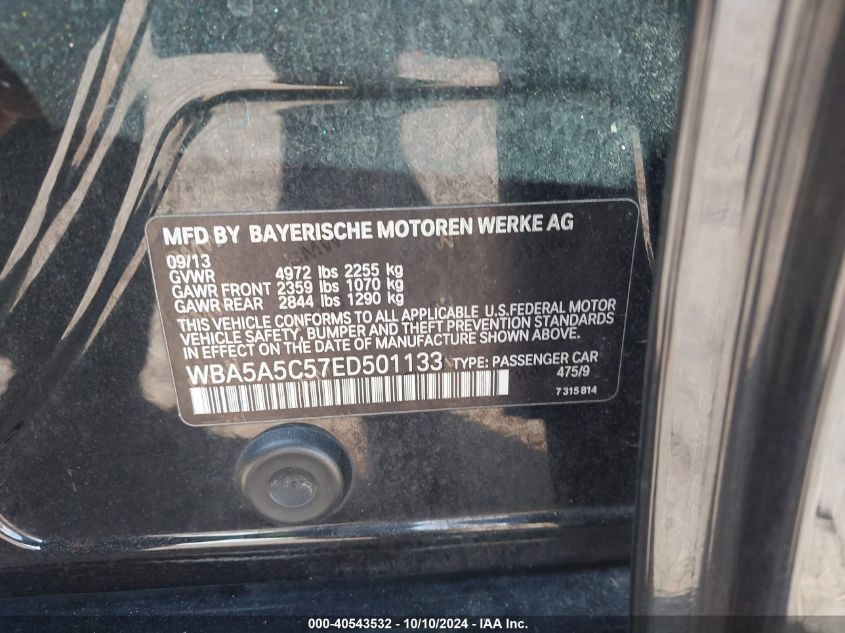 MFD BY BAYERISCHE MOTOREN WERKE AG
09/13
GVWR 4972 lbs 2255 kg
GAWR FRONT 2359 lbs 1070 kg
GAWR REAR 2844 lbs 1290 kg
THIS VEHICLE CONFORMS TO ALL APPLICABLE U.S.FEDERAL MOTOR
VEHICLE SAFETY, BUMPER AND THEFT PREVENTION STANDARDS
IN EFFECT ON THE DATE OF MANUFACTURE SHOWN ABOVE.
WBA5A5C57ED501133 TYPE: PASSENGER CAR
475/9
7 315 814
000-40543532 - 10/10/2024 - IAA Inc.